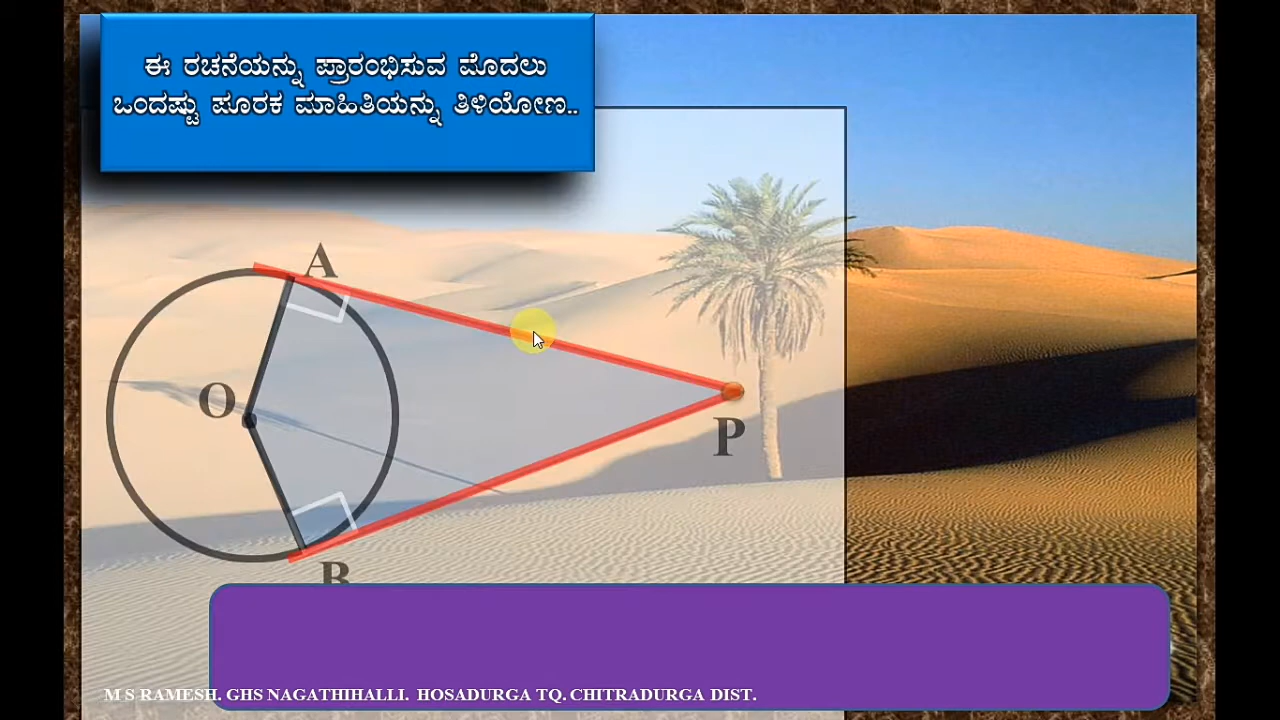 ಈ ರಚನೆಯನ್ನು ಪ್ರಾರಂಭಿಸುವ ಮೊದಲು
ಒಂದಷ್ಟು ಪೂರಕ ಮಾಹಿತಿಯನ್ನು ತಿಳಿಯೋಣ..
A
O
P
B
M S RAMESH. GHS NAGATHIHALLI. HOSADURGA TQ. CHITRADURGA DIST.